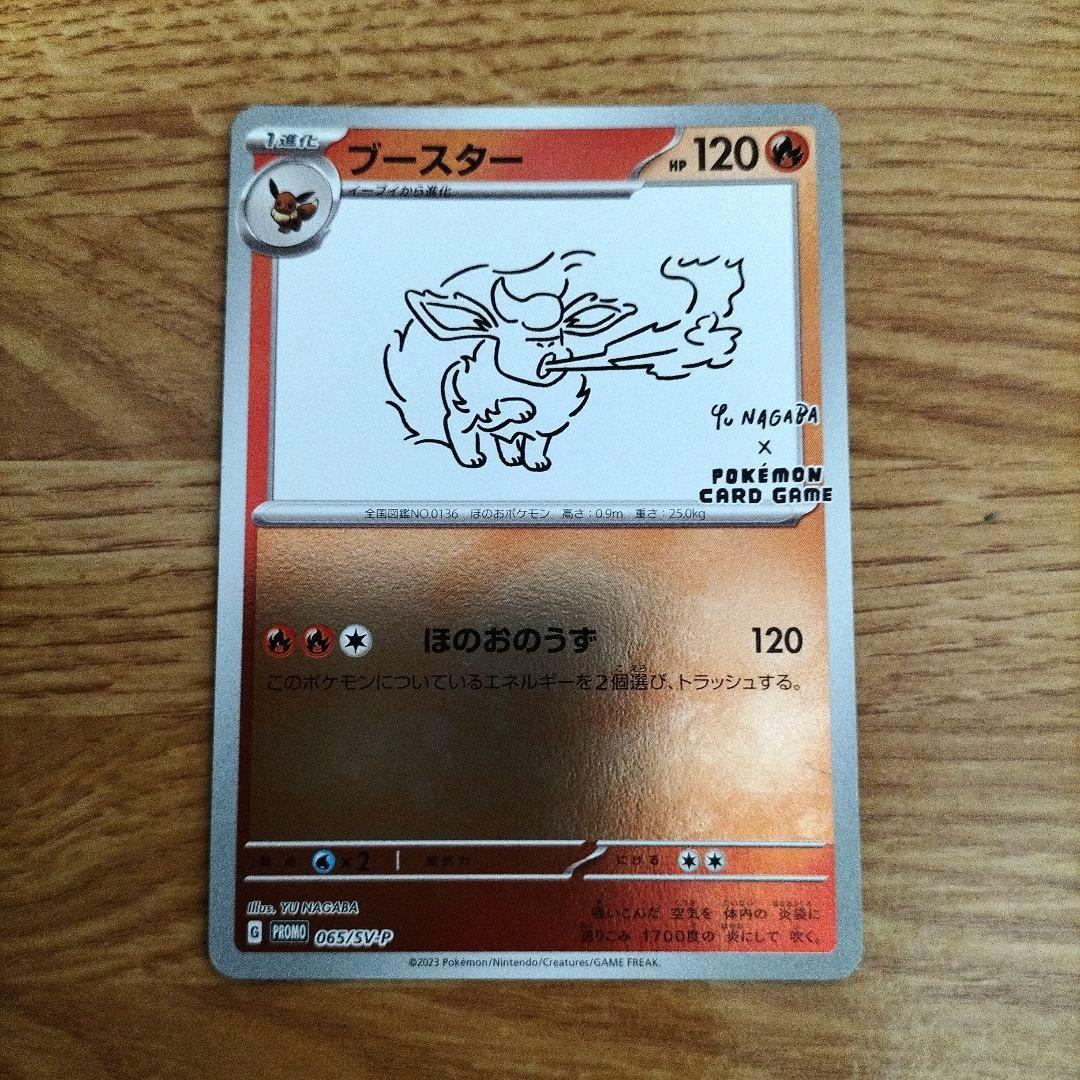 1進化
ブースター
HP 120
イーブイから進化
Yu NAGABA
×
POKÉMON
CARD GAME
全国図鑑NO.0136 ほのおポケモン 高さ:0.9m 重さ:25.0kg
ほのおのうず 120
このポケモンについているエネルギーを2個選び、トラッシュする。
弱点 ×2 抵抗力 にげる
Illus. YU NAGABA
吸いこんだ 空気を 体内の 炎袋に
G PROMO 065/SV-P
送りこみ 1700度の 炎にして 吹く。
©2023 Pokémon/Nintendo/Creatures/GAME FREAK.